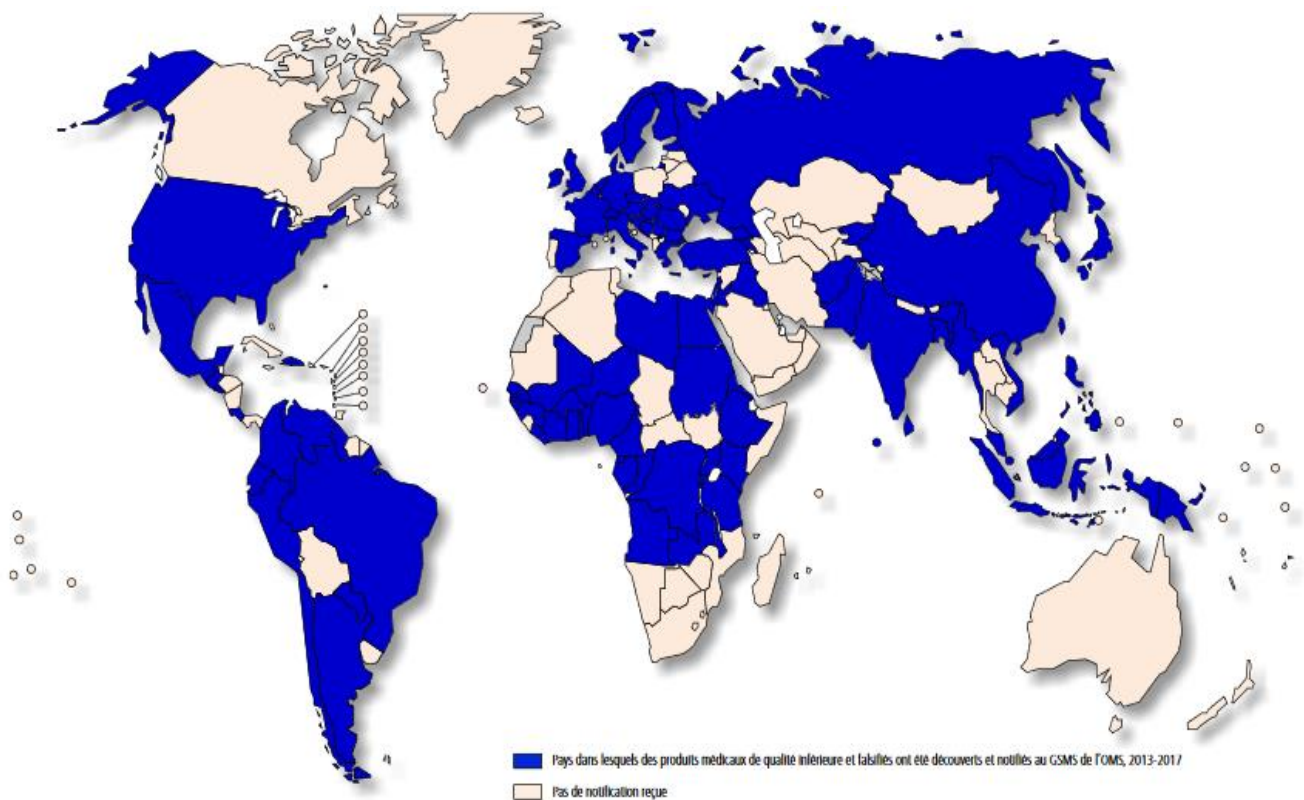 Pays dans lesquels des produits médicaux de qualité inférieure et falsifiés ont été découverts et notifiés au GSMS de l'OMS, 2013-2017
Pas de notification reçue